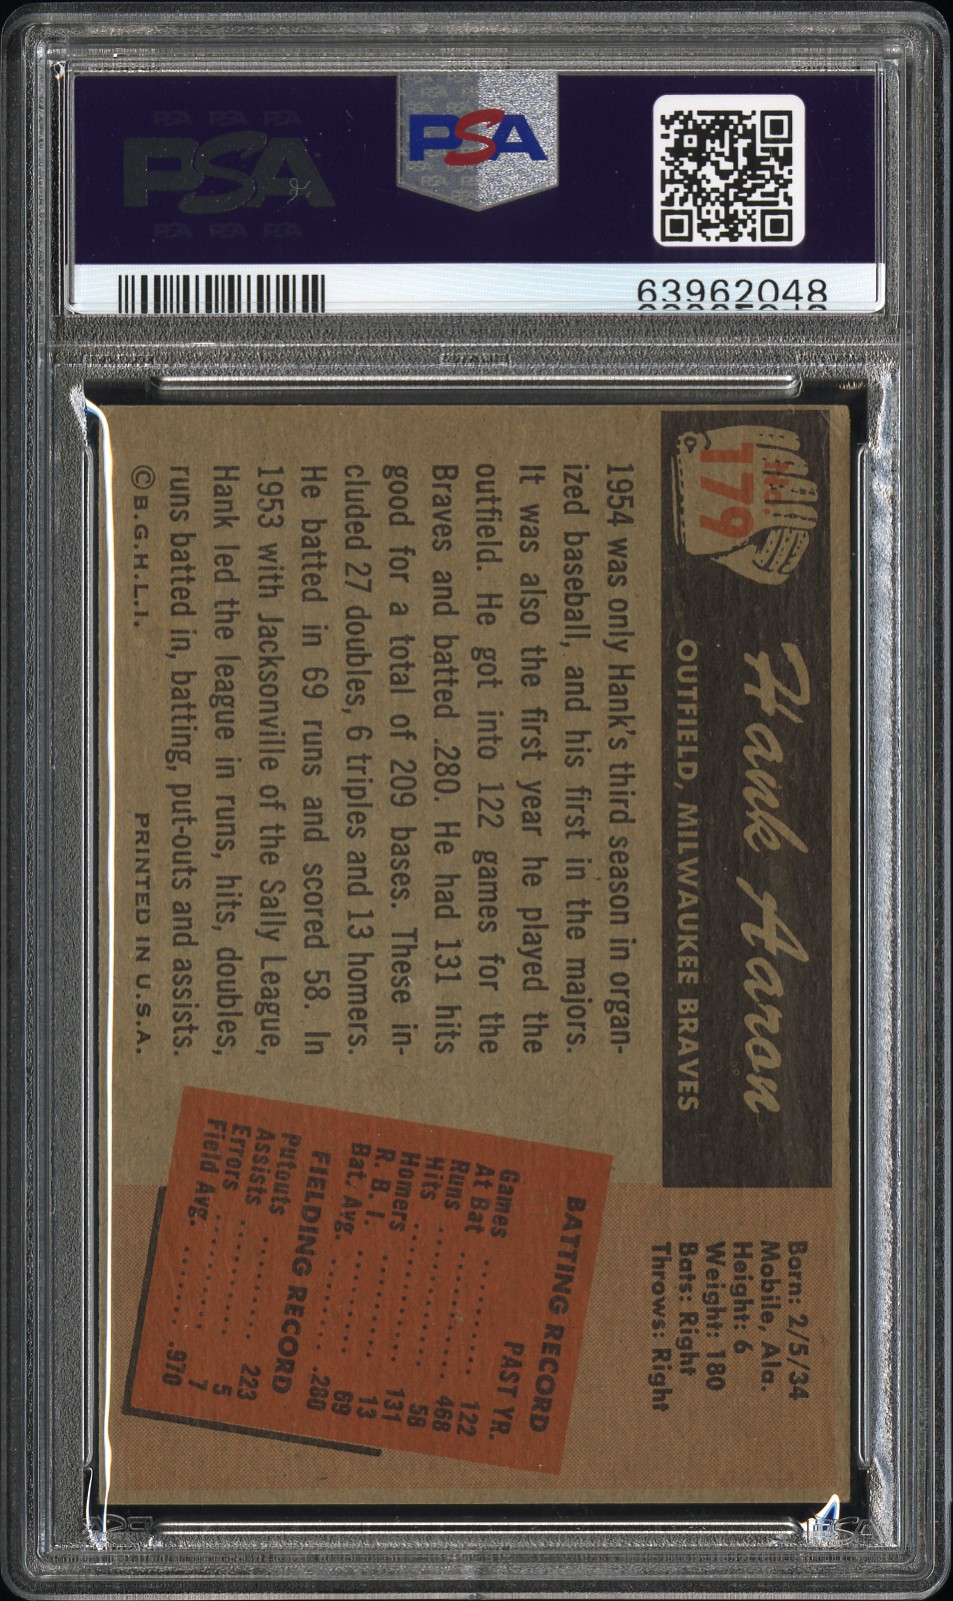 PSA
PSA
63962048
No.
179
Hank Aaron
OUTFIELD, MILWAUKEE BRAVES
Born: 2/5/34
Mobile, Ala.
Height: 6
Weight: 180
Bats: Right
Throws: Right
1954 was only Hank's third season in organ-
ized baseball, and his first in the majors.
It was also the first year he played the
outfield. He got into 122 games for the
Braves and batted .280. He had 131 hits
good for a total of 209 bases. These in-
cluded 27 doubles, 6 triples and 13 homers.
He batted in 69 runs and scored 58. In
1953 with Jacksonville of the Sally League,
Hank led the league in runs, hits, doubles,
runs batted in, batting, put-outs and assists.
©B.G.H.L.I. PRINTED IN U.S.A.
BATTING RECORD
PAST YR.
Games ........ 122
At Bat ........ 468
Runs ........ 58
Hits ........ 131
Homers ........ 13
R. B. I. ........ 69
Bat. Avg. ........ .280
FIELDING RECORD
Putouts ........ 223
Assists ........ 5
Errors ........ 7
Field Avg. ........ .970